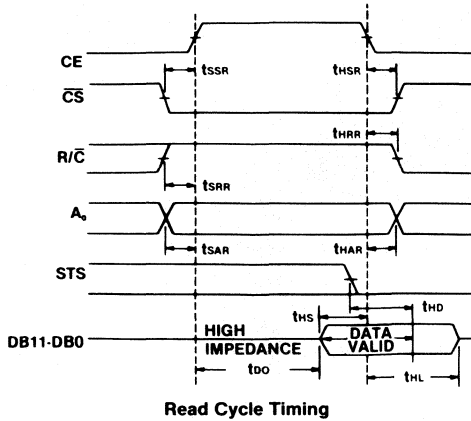 CE
tSSR
tHSR
C̅S̅
R/C̅
tHRR
tSRR
A₀
tSAR
tHAR
STS
tHS
tHD
DB11-DB0
HIGH
IMPEDANCE
DATA
VALID
tDO
tHL
Read Cycle Timing